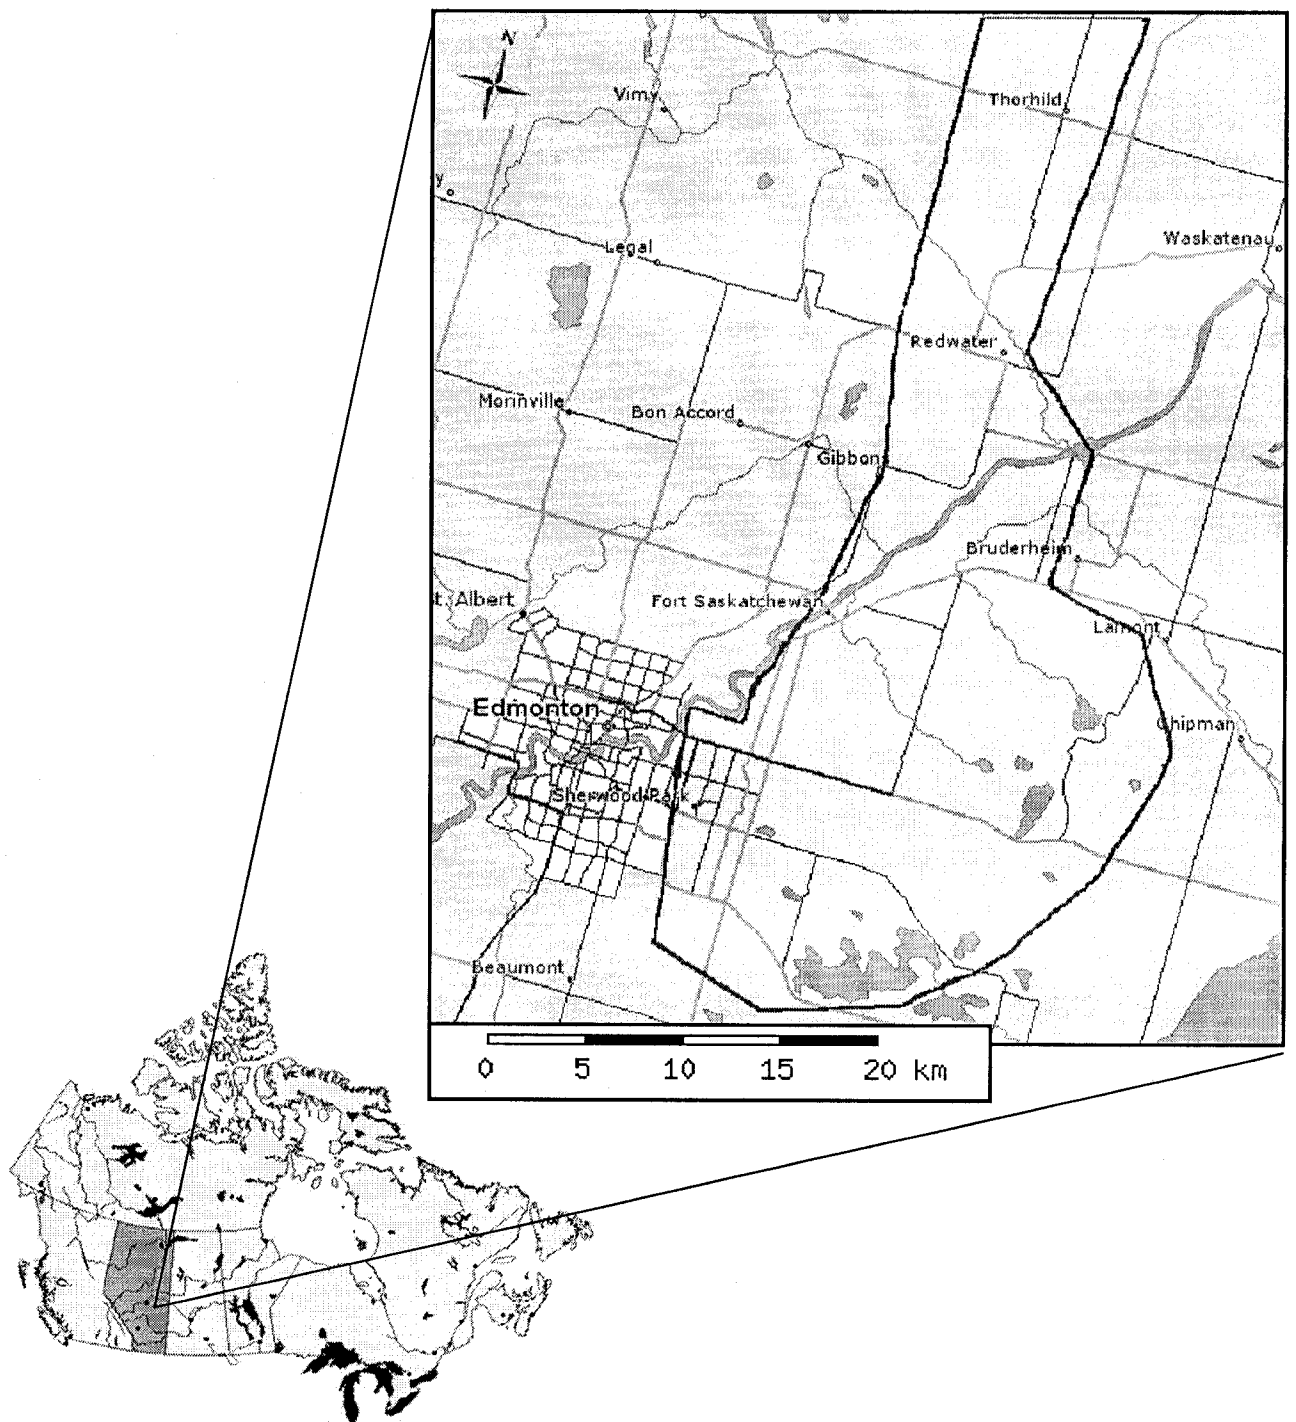 N
Vimy
Thorhild
y
Legal
Waskatenau
Redwater
Morinville
Bon Accord
Gibbons
Bruderheim
t. Albert
Fort Saskatchewan
Lamont
Edmonton
Chipman
Sherwood Park
Beaumont
0 5 10 15 20 km